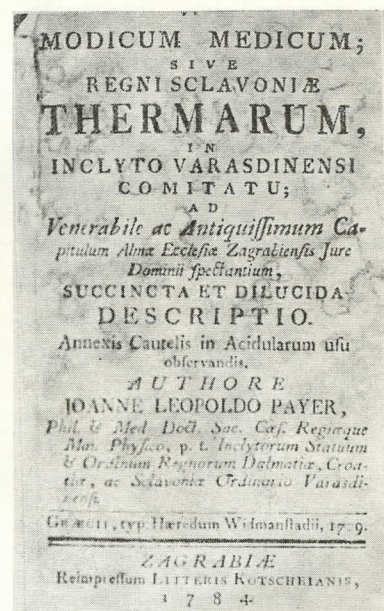 MODICUM MEDICUM;
SIVE
REGNI SCLAVONIÆ
THERMARUM,
IN
INCLYTO VARASDINENSI
COMITATU;
AD
Venerabile ac Antiquiſſimum Ca-
pitulum Almæ Eccleſiæ Zagrabienſis Jure
Dominii ſpectantium,
SUCCINCTA ET DILUCIDA
DESCRIPTIO.
Annexis Cautelis in Acidularum uſu
obſervandis.
AUTHORE
JOANNE LEOPOLDO PAYER,
Phil. & Med. Doct. Sac. Cæſ. Regiæque
Maj. Phyſico, p. t. Inclytorum Statuum
& Ordinum Regnorum Dalmatiæ, Croa-
tiæ, ac Sclavoniæ Ordinario Varasdi-
nenſi.
GRÆCII, typ. Hæredum Widmanſtadii,
ZAGRABIÆ
Reimpreſſum LITTERIS KOTSCHEIANIS,
1784.